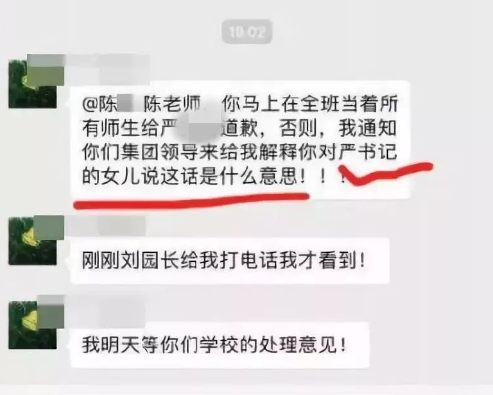 19:02
@陈 陈老师，你马上在全班当着所
有师生给严 道歉，否则，我通知
你们集团领导来给我解释你对严书记
的女儿说这话是什么意思！！！
刚刚刘园长给我打电话我才看到！
我明天等你们学校的处理意见！